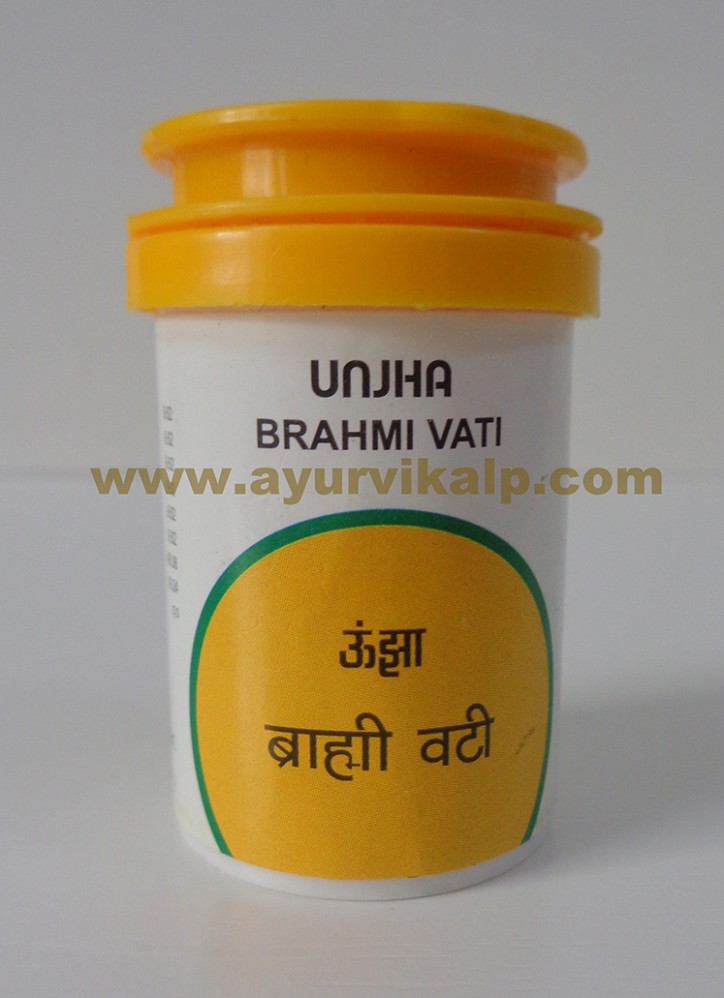 UNJHA
BRAHMI VATI
www.ayurvikalp.com
ऊंझा
ब्राह्मी वटी